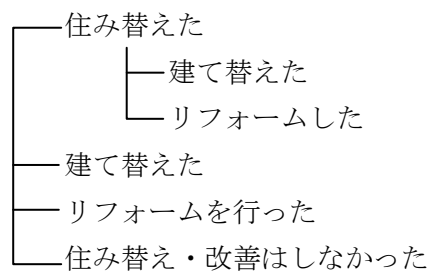 住み替えた
建て替えた
リフォームした
建て替えた
リフォームを行った
住み替え・改善はしなかった